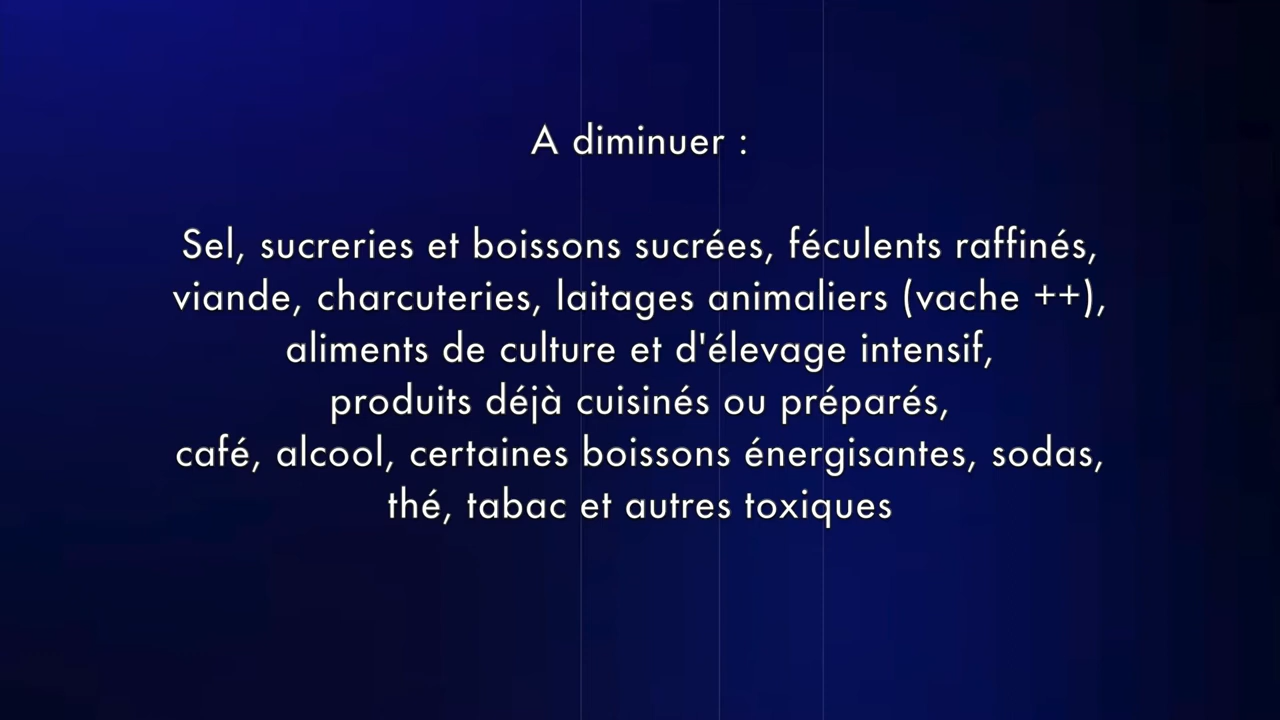 A diminuer :
Sel, sucreries et boissons sucrées, féculents raffinés,
viande, charcuteries, laitages animaliers (vache ++),
aliments de culture et d'élevage intensif,
produits déjà cuisinés ou préparés,
café, alcool, certaines boissons énergisantes, sodas,
thé, tabac et autres toxiques